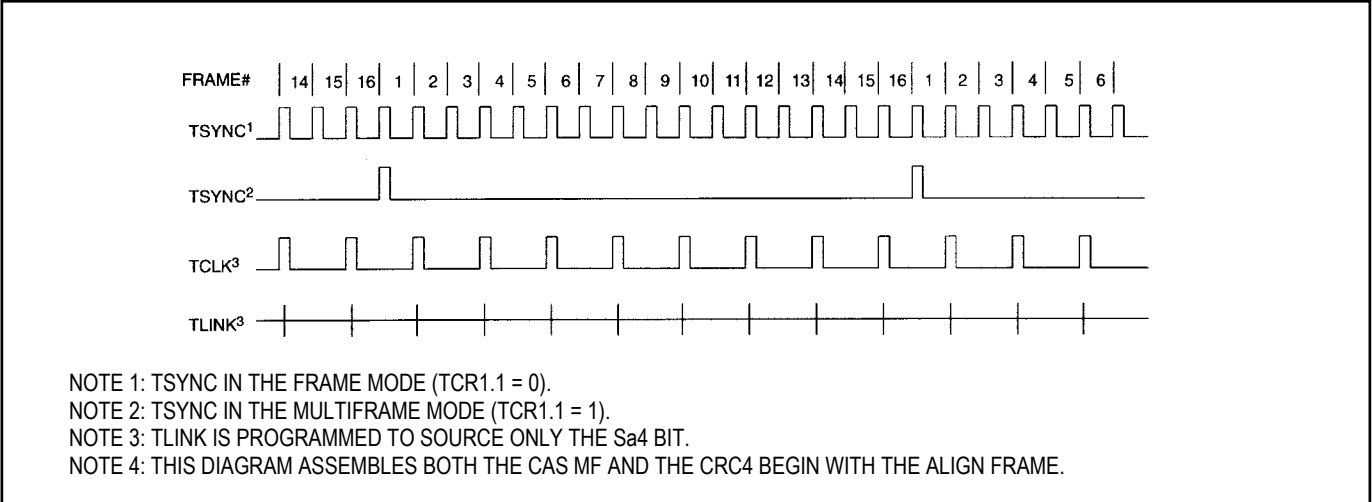 FRAME# 14 15 16 1 2 3 4 5 6 7 8 9 10 11 12 13 14 15 16 1 2 3 4 5 6
TSYNC¹
TSYNC²
TCLK³
TLINK³
NOTE 1: TSYNC IN THE FRAME MODE (TCR1.1 = 0).
NOTE 2: TSYNC IN THE MULTIFRAME MODE (TCR1.1 = 1).
NOTE 3: TLINK IS PROGRAMMED TO SOURCE ONLY THE Sa4 BIT.
NOTE 4: THIS DIAGRAM ASSEMBLES BOTH THE CAS MF AND THE CRC4 BEGIN WITH THE ALIGN FRAME.